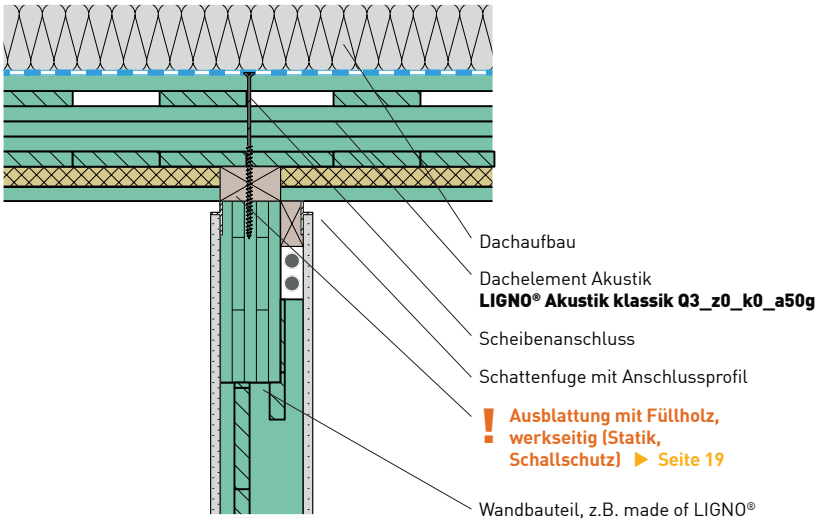 Dachaufbau
Dachelement Akustik
LIGNO® Akustik klassik Q3_z0_k0_a50g
Scheibenanschluss
Schattenfuge mit Anschlussprofil
! Ausblattung mit Füllholz,
werkseitig (Statik,
Schallschutz) ▶ Seite 19
Wandbauteil, z.B. made of LIGNO®